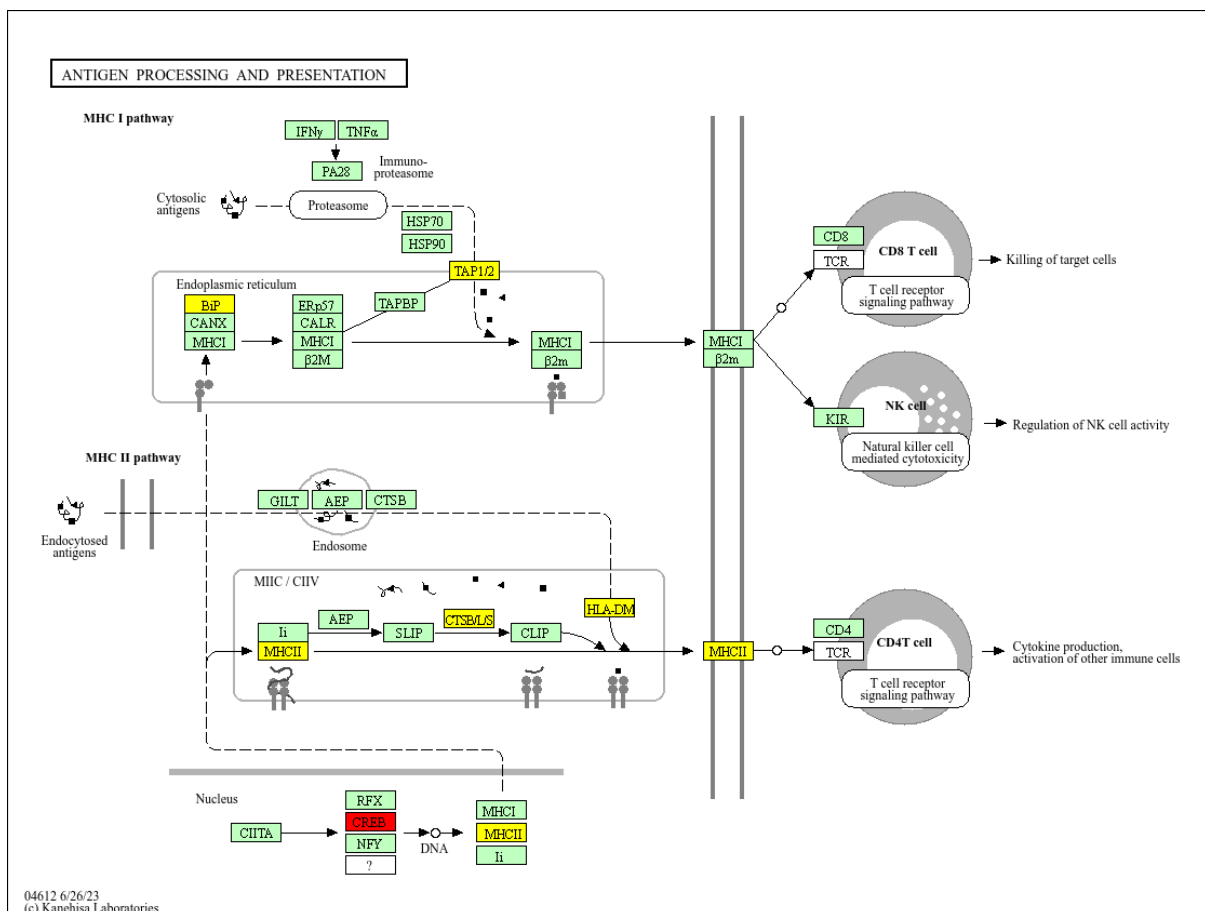 ANTIGEN PROCESSING AND PRESENTATION
MHC I pathway
IFNγ
TNFα
PA28
Immuno-
proteasome
Cytosolic
antigens
Proteasome
HSP70
HSP90
TAP1/2
Endoplasmic reticulum
BiP
CANX
MHCI
ERp57
CALR
MHCI
β2M
TAPBP
MHCI
β2m
MHCI
β2m
CD8
TCR
CD8 T cell
T cell receptor
signaling pathway
Killing of target cells
KIR
NK cell
Natural killer cell
mediated cytotoxicity
Regulation of NK cell activity
MHC II pathway
Endocytosed
antigens
GILT
AEP
CTSB
Endosome
MIIC / CIIV
Ii
MHCII
AEP
SLIP
CTSB/L/S
CLIP
HLA-DM
MHCII
CD4
TCR
CD4T cell
T cell receptor
signaling pathway
Cytokine production,
activation of other immune cells
Nucleus
CIITA
RFX
CREB
NFY
?
DNA
MHCI
MHCII
Ii
04612 6/26/23
(c) Kanehisa Laboratories